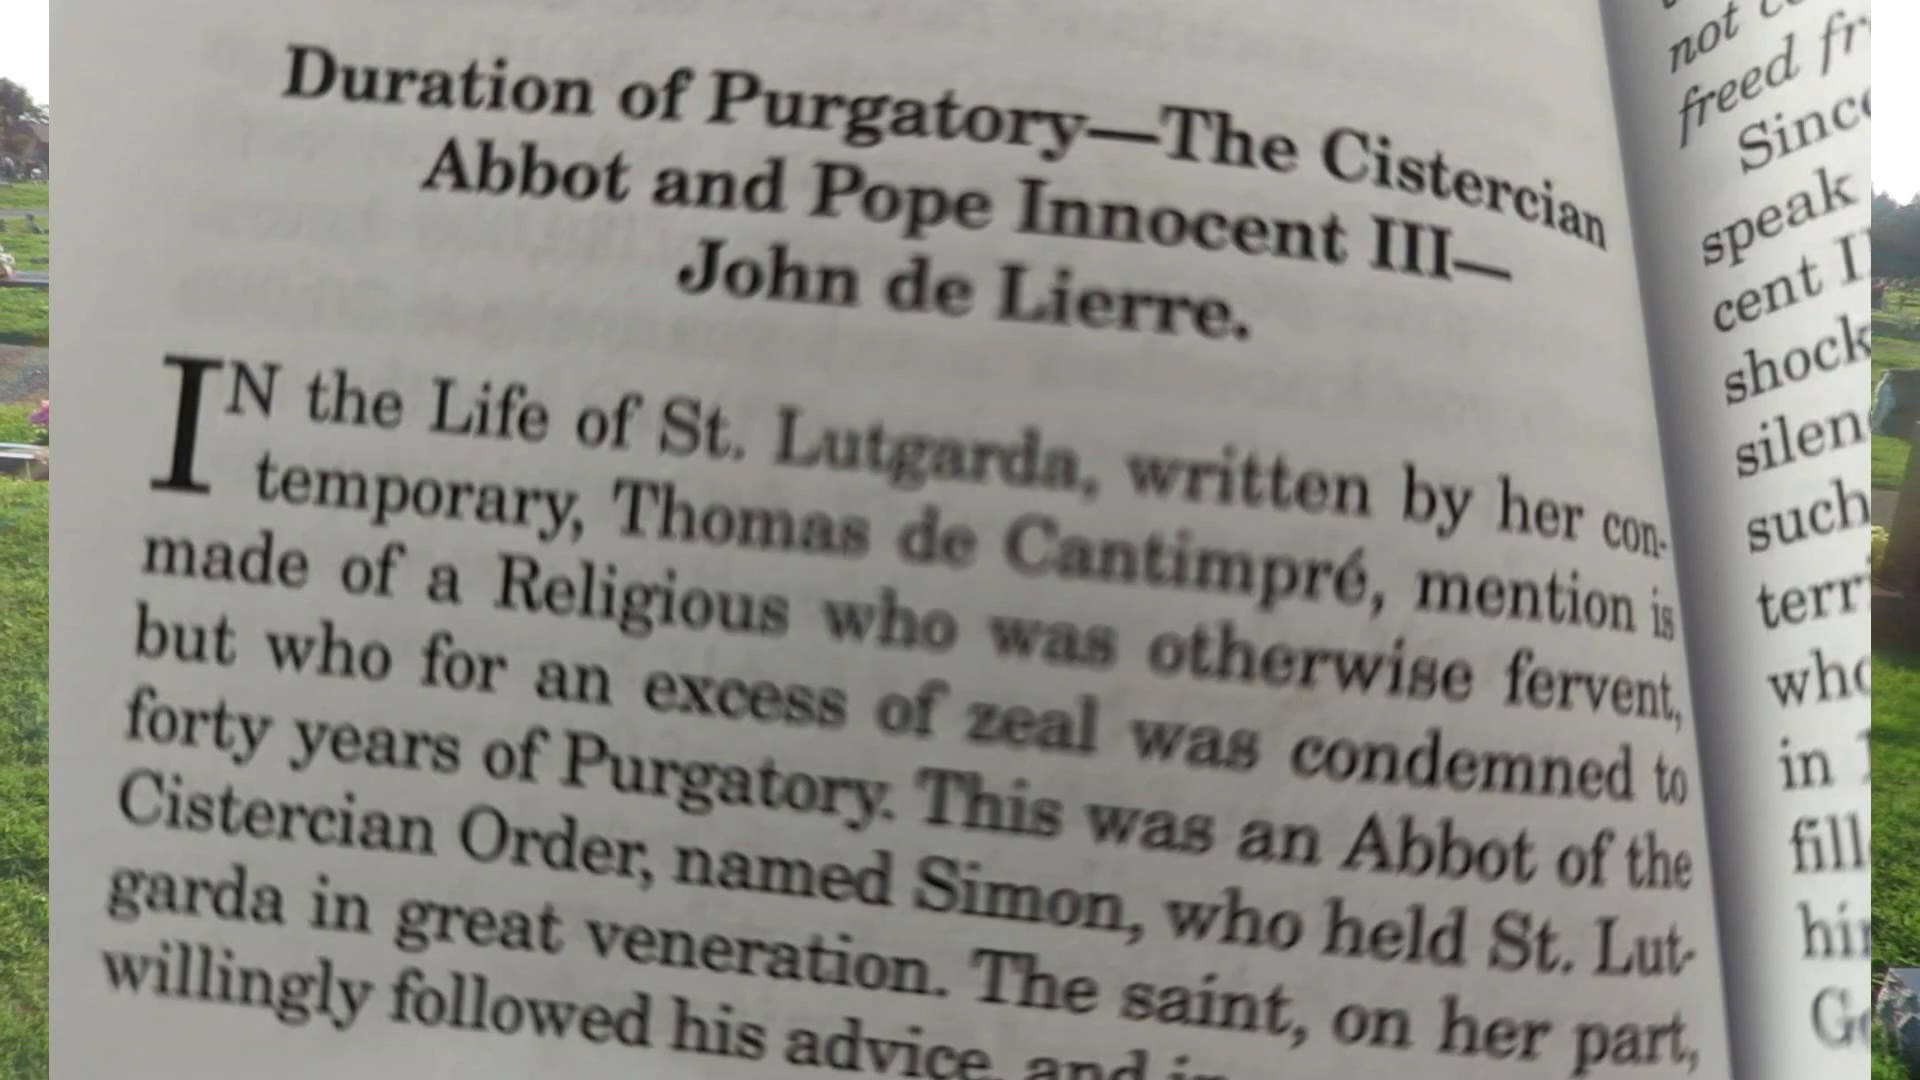 Duration of Purgatory—The Cistercian
Abbot and Pope Innocent III—
John de Lierre.
IN the Life of St. Lutgarda, written by her con-
temporary, Thomas de Cantimpré, mention is
made of a Religious who was otherwise fervent,
but who for an excess of zeal was condemned to
forty years of Purgatory. This was an Abbot of the
Cistercian Order, named Simon, who held St. Lut-
garda in great veneration. The saint, on her part,
willingly followed his advice, and in
not
freed
Since
speak
cent
shock
such
in